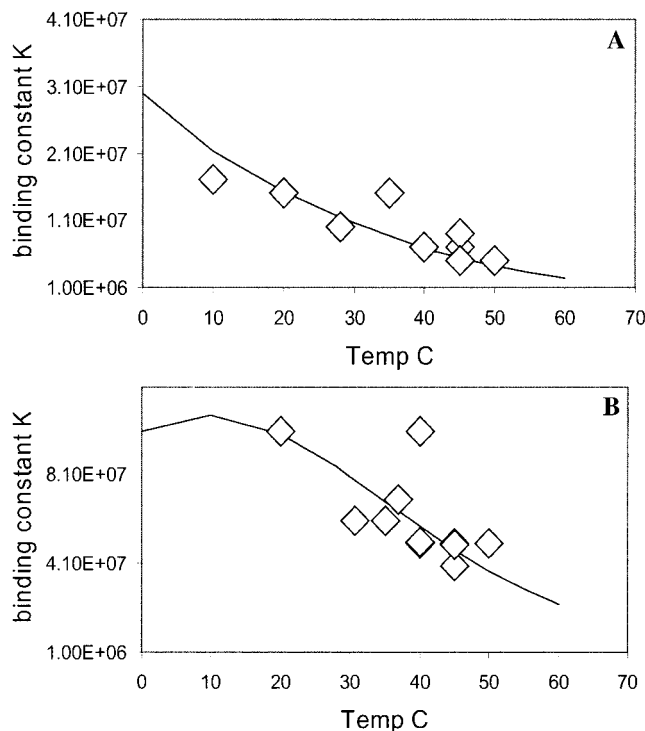 A
binding constant K
4.10E+07
3.10E+07
2.10E+07
1.10E+07
1.00E+06
0 10 20 30 40 50 60 70
Temp C
B
binding constant K
8.10E+07
4.10E+07
1.00E+06
0 10 20 30 40 50 60 70
Temp C